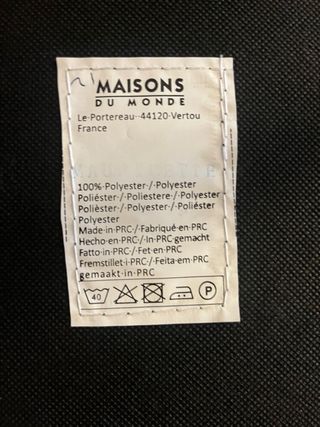 MAISONS
DU MONDE
Le·Portereau··44120·Vertou
France
100%·Polyester·/·Polyester
Poliéster·/·Poliestere·/·Polyester
Polièster·/·Polyester·/·Poliéster
Polyester
Made·in·PRC·/·Fabriqué·en·PRC
Hecho·en·PRC·/·In·PRC·gemacht
Fatto·in·PRC·/·Fet·en·PRC
Fremstillet·i·PRC·/·Feita·em·PRC
gemaakt·in·PRC
40 P